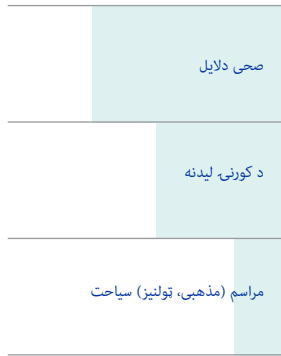 صحی دلایل
د کورنۍ لیدنه
مراسم (مذهبی، ټولنیز) سیاحت